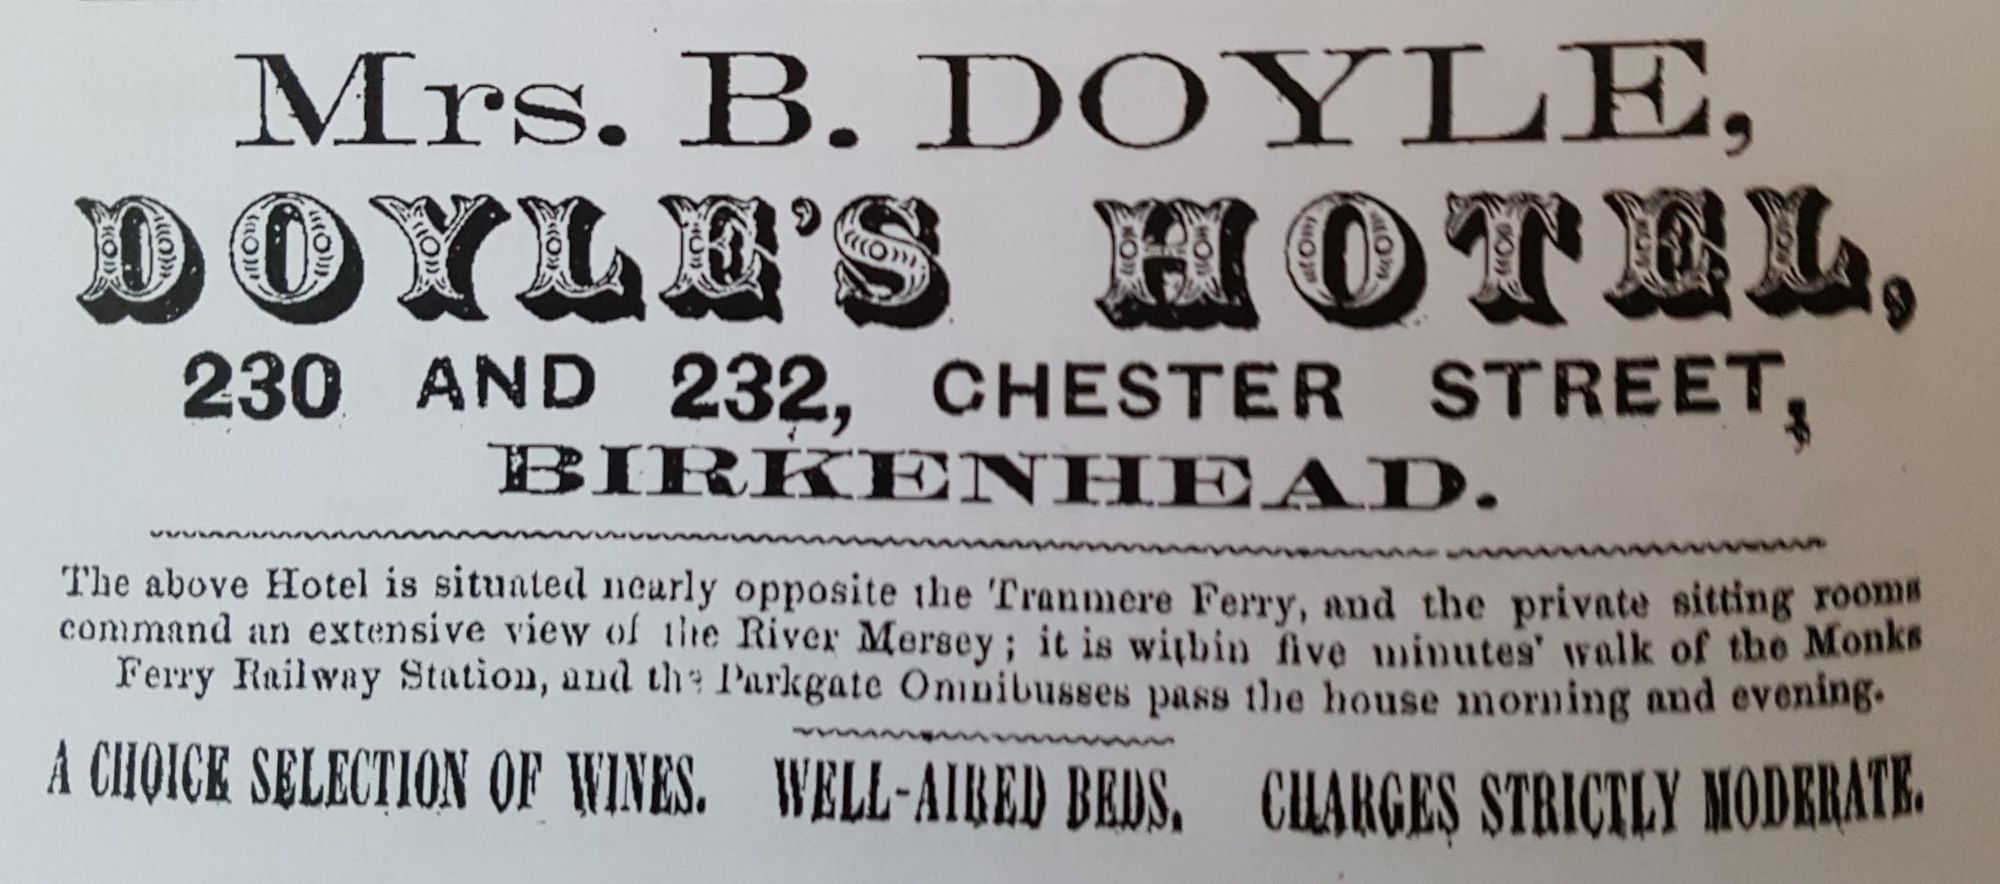 Mrs. B. DOYLE,
DOYLE'S HOTEL,
230 AND 232, CHESTER STREET,
BIRKENHEAD.
The above Hotel is situated nearly opposite the Tranmere Ferry, and the private sitting rooms
command an extensive view of the River Mersey; it is within five minutes' walk of the Monks
Ferry Railway Station, and the Parkgate Omnibusses pass the house morning and evening.
A CHOICE SELECTION OF WINES. WELL-AIRED BEDS. CHARGES STRICTLY MODERATE.